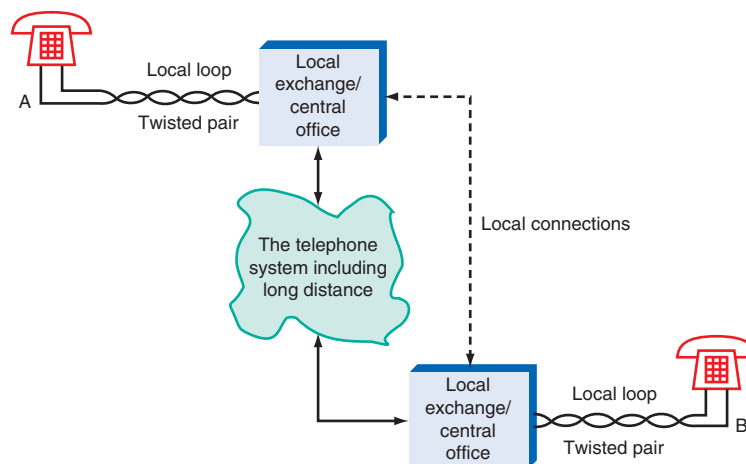 Local loop
A
Twisted pair
Local
exchange/
central
office
Local connections
The telephone
system including
long distance
Local
exchange/
central
office
Local loop
B
Twisted pair